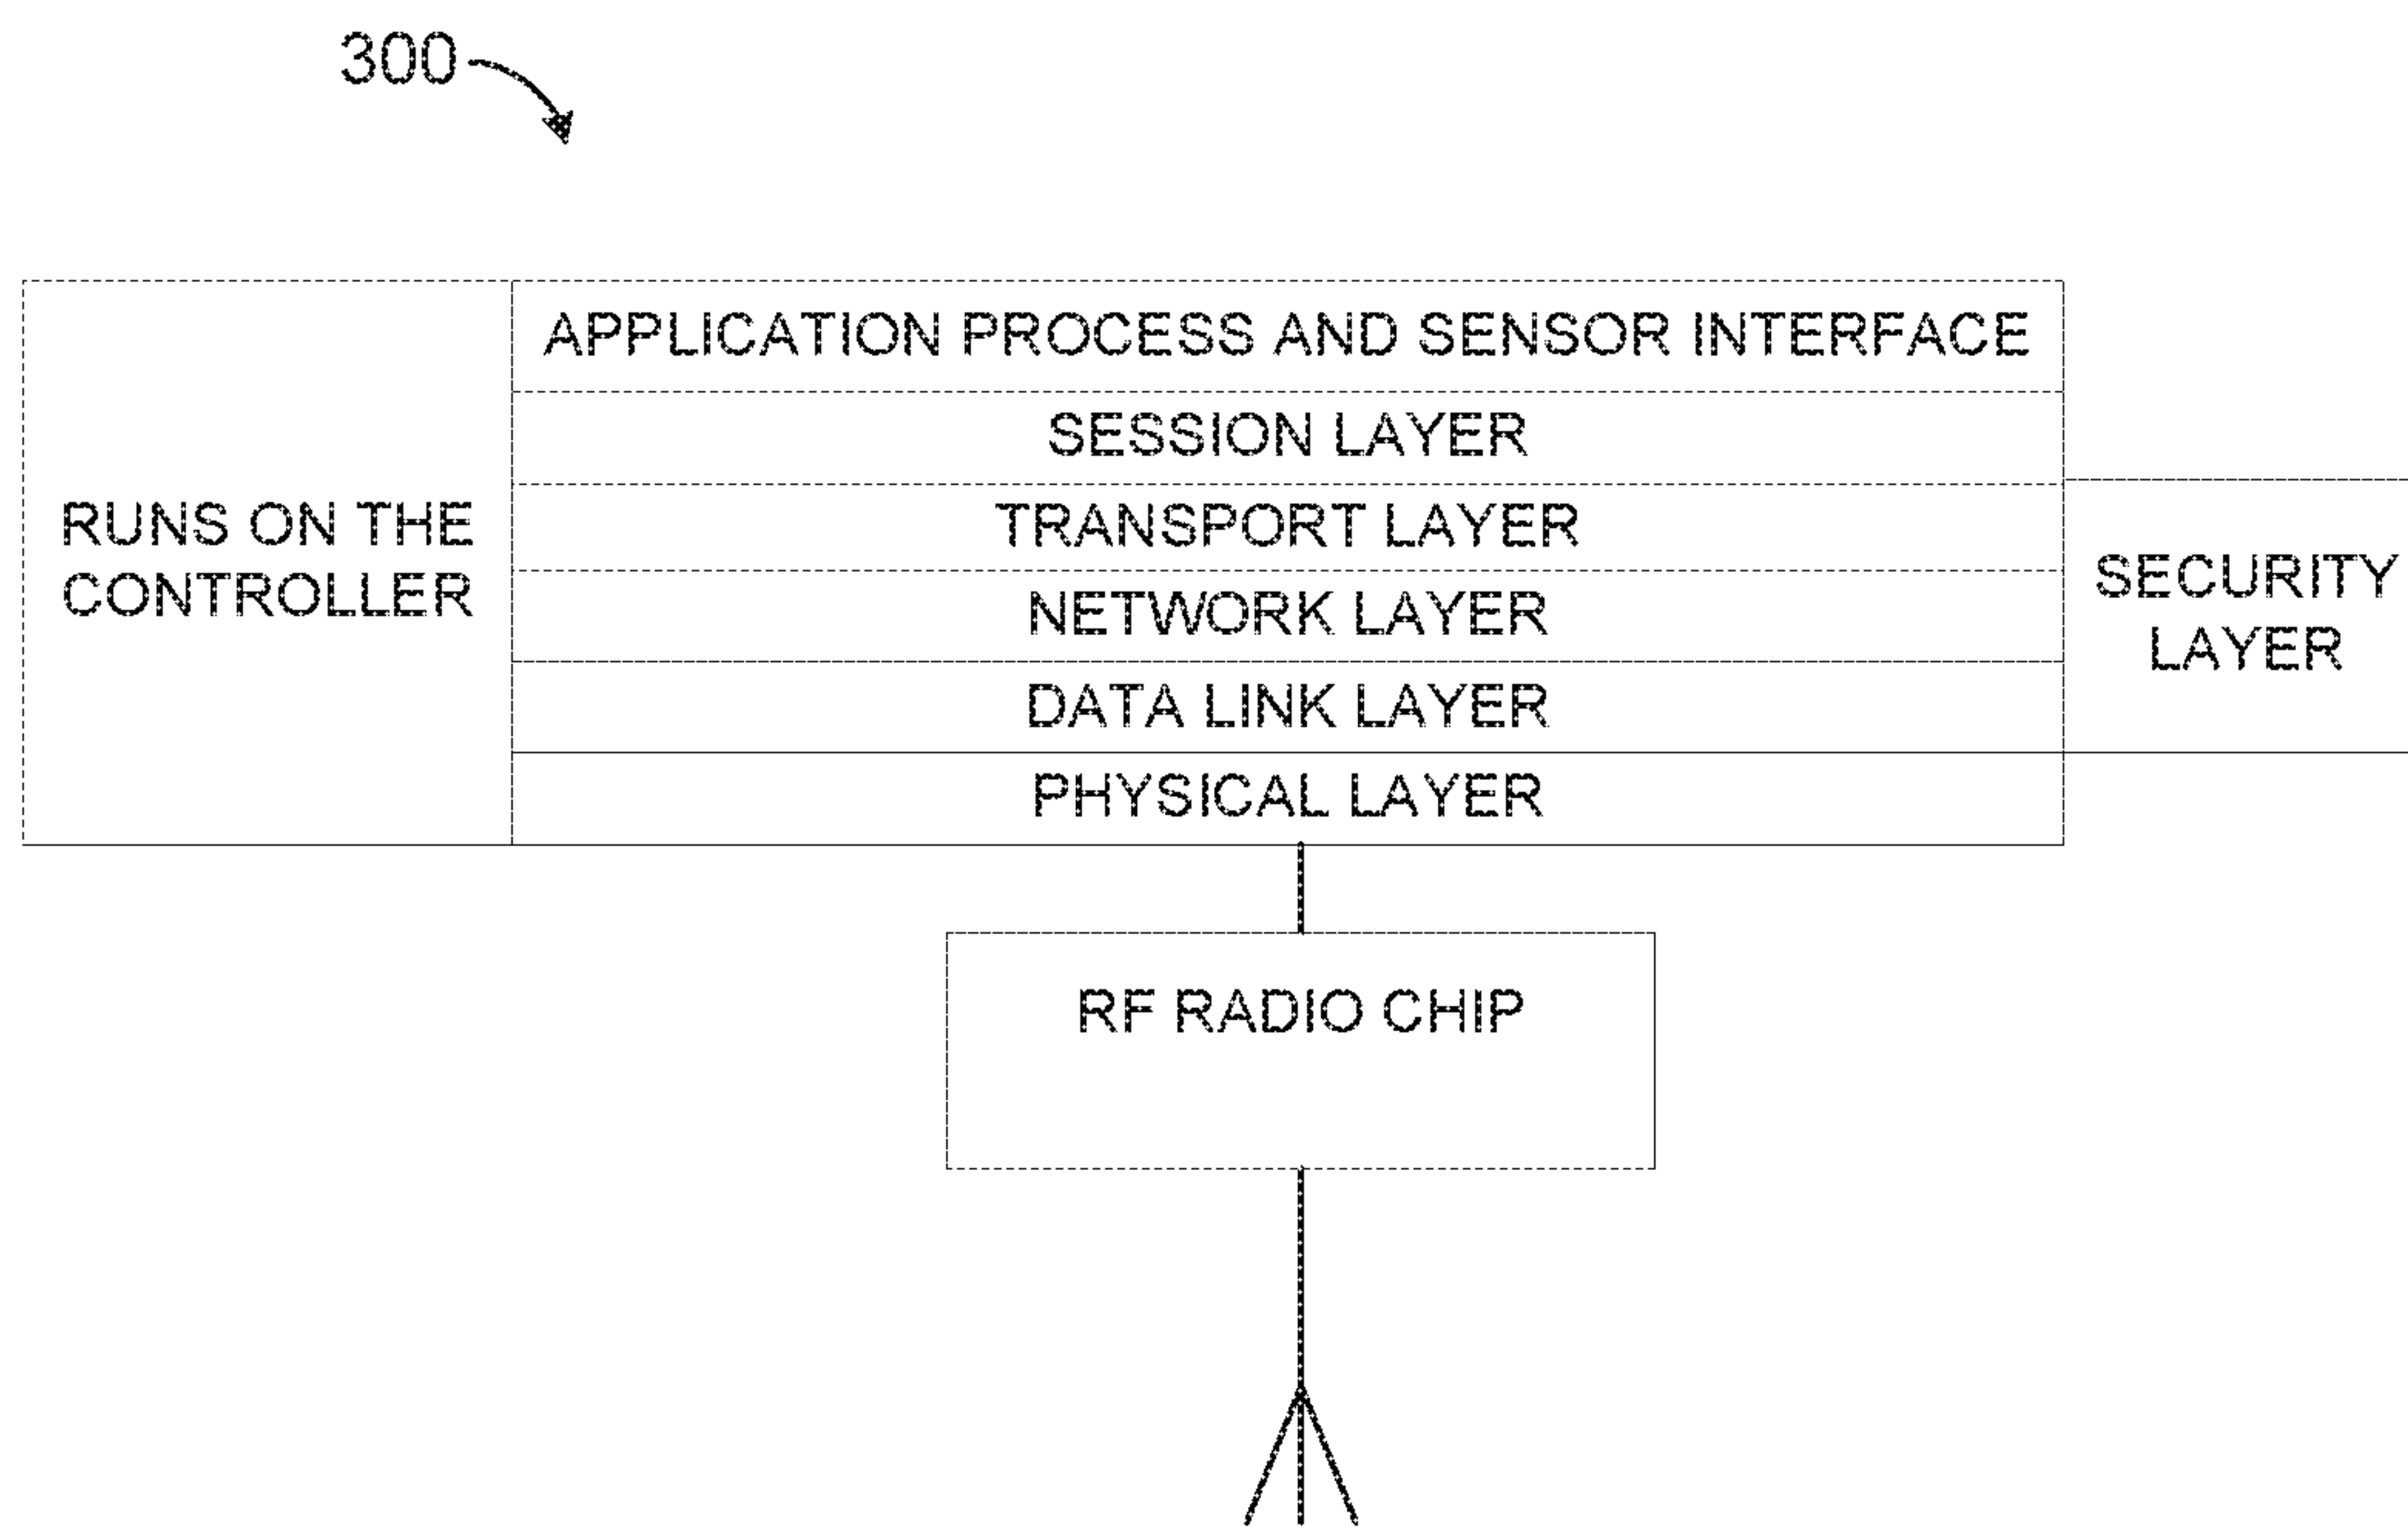 300
APPLICATION PROCESS AND SENSOR INTERFACE
SESSION LAYER
RUNS ON THE
CONTROLLER
TRANSPORT LAYER
NETWORK LAYER
DATA LINK LAYER
PHYSICAL LAYER
SECURITY
LAYER
RF RADIO CHIP